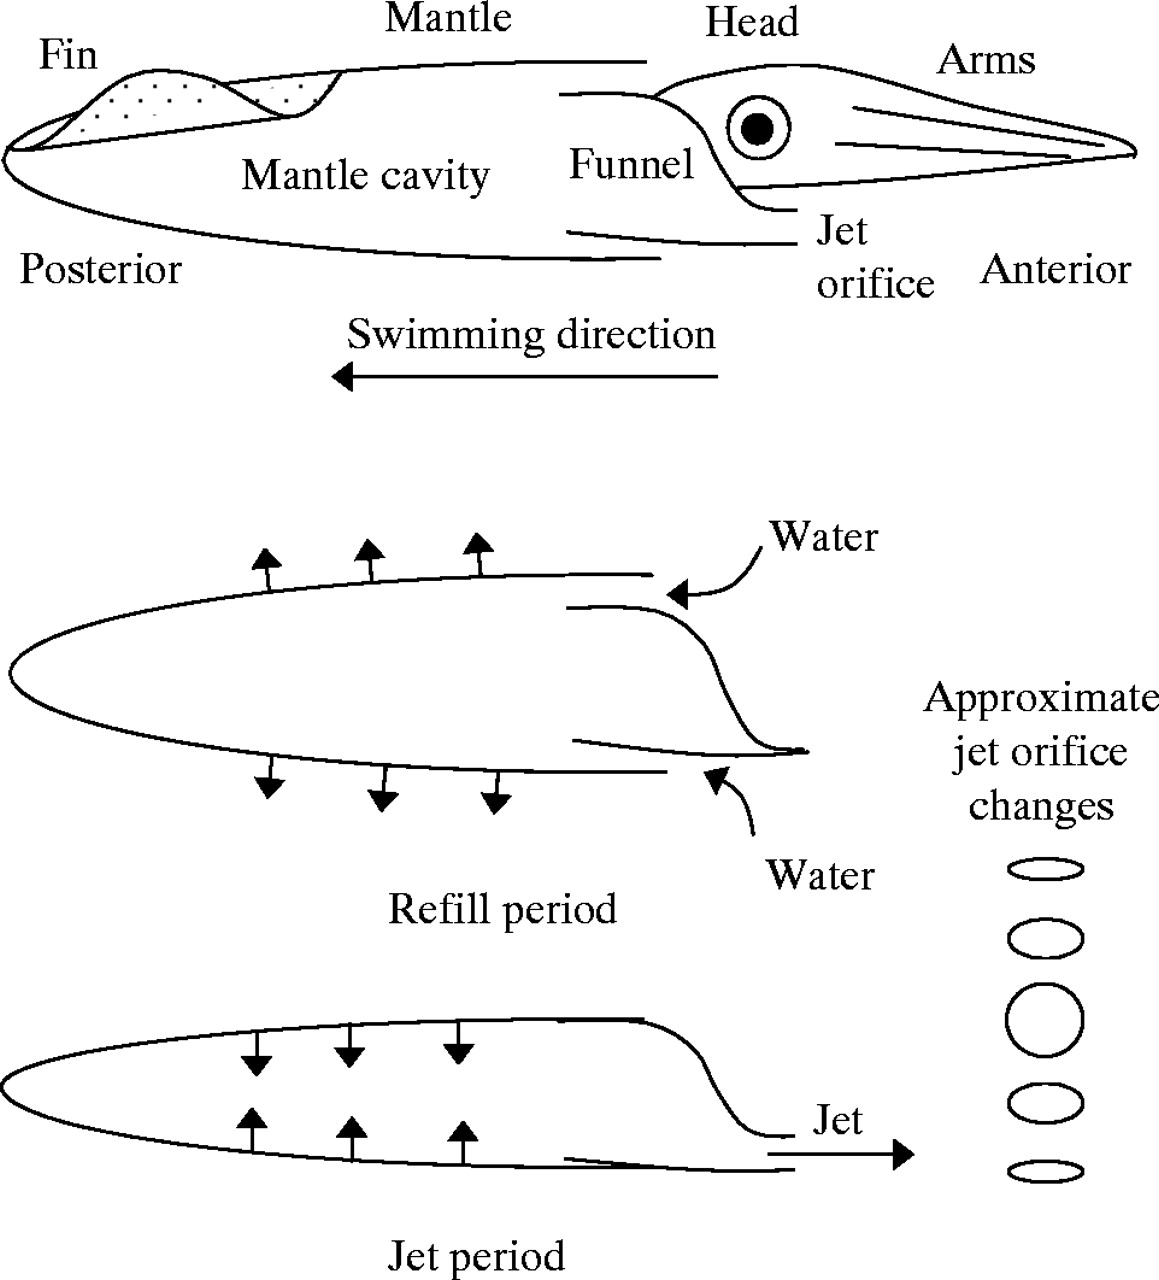 Mantle
Head
Fin
Arms
Mantle cavity
Funnel
Jet
orifice
Posterior
Anterior
Swimming direction
Water
Approximate
jet orifice
changes
Water
Refill period
Jet
Jet period